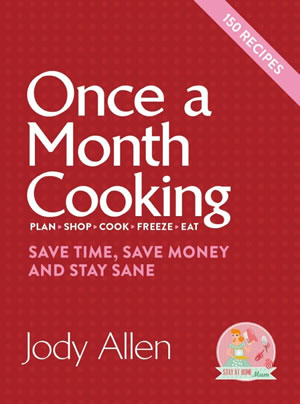 150 RECIPES
Once a
Month
Cooking
PLAN ▸ SHOP ▸ COOK ▸ FREEZE ▸ EAT
SAVE TIME, SAVE MONEY
AND STAY SANE
Jody Allen
STAY AT HOME
Mum